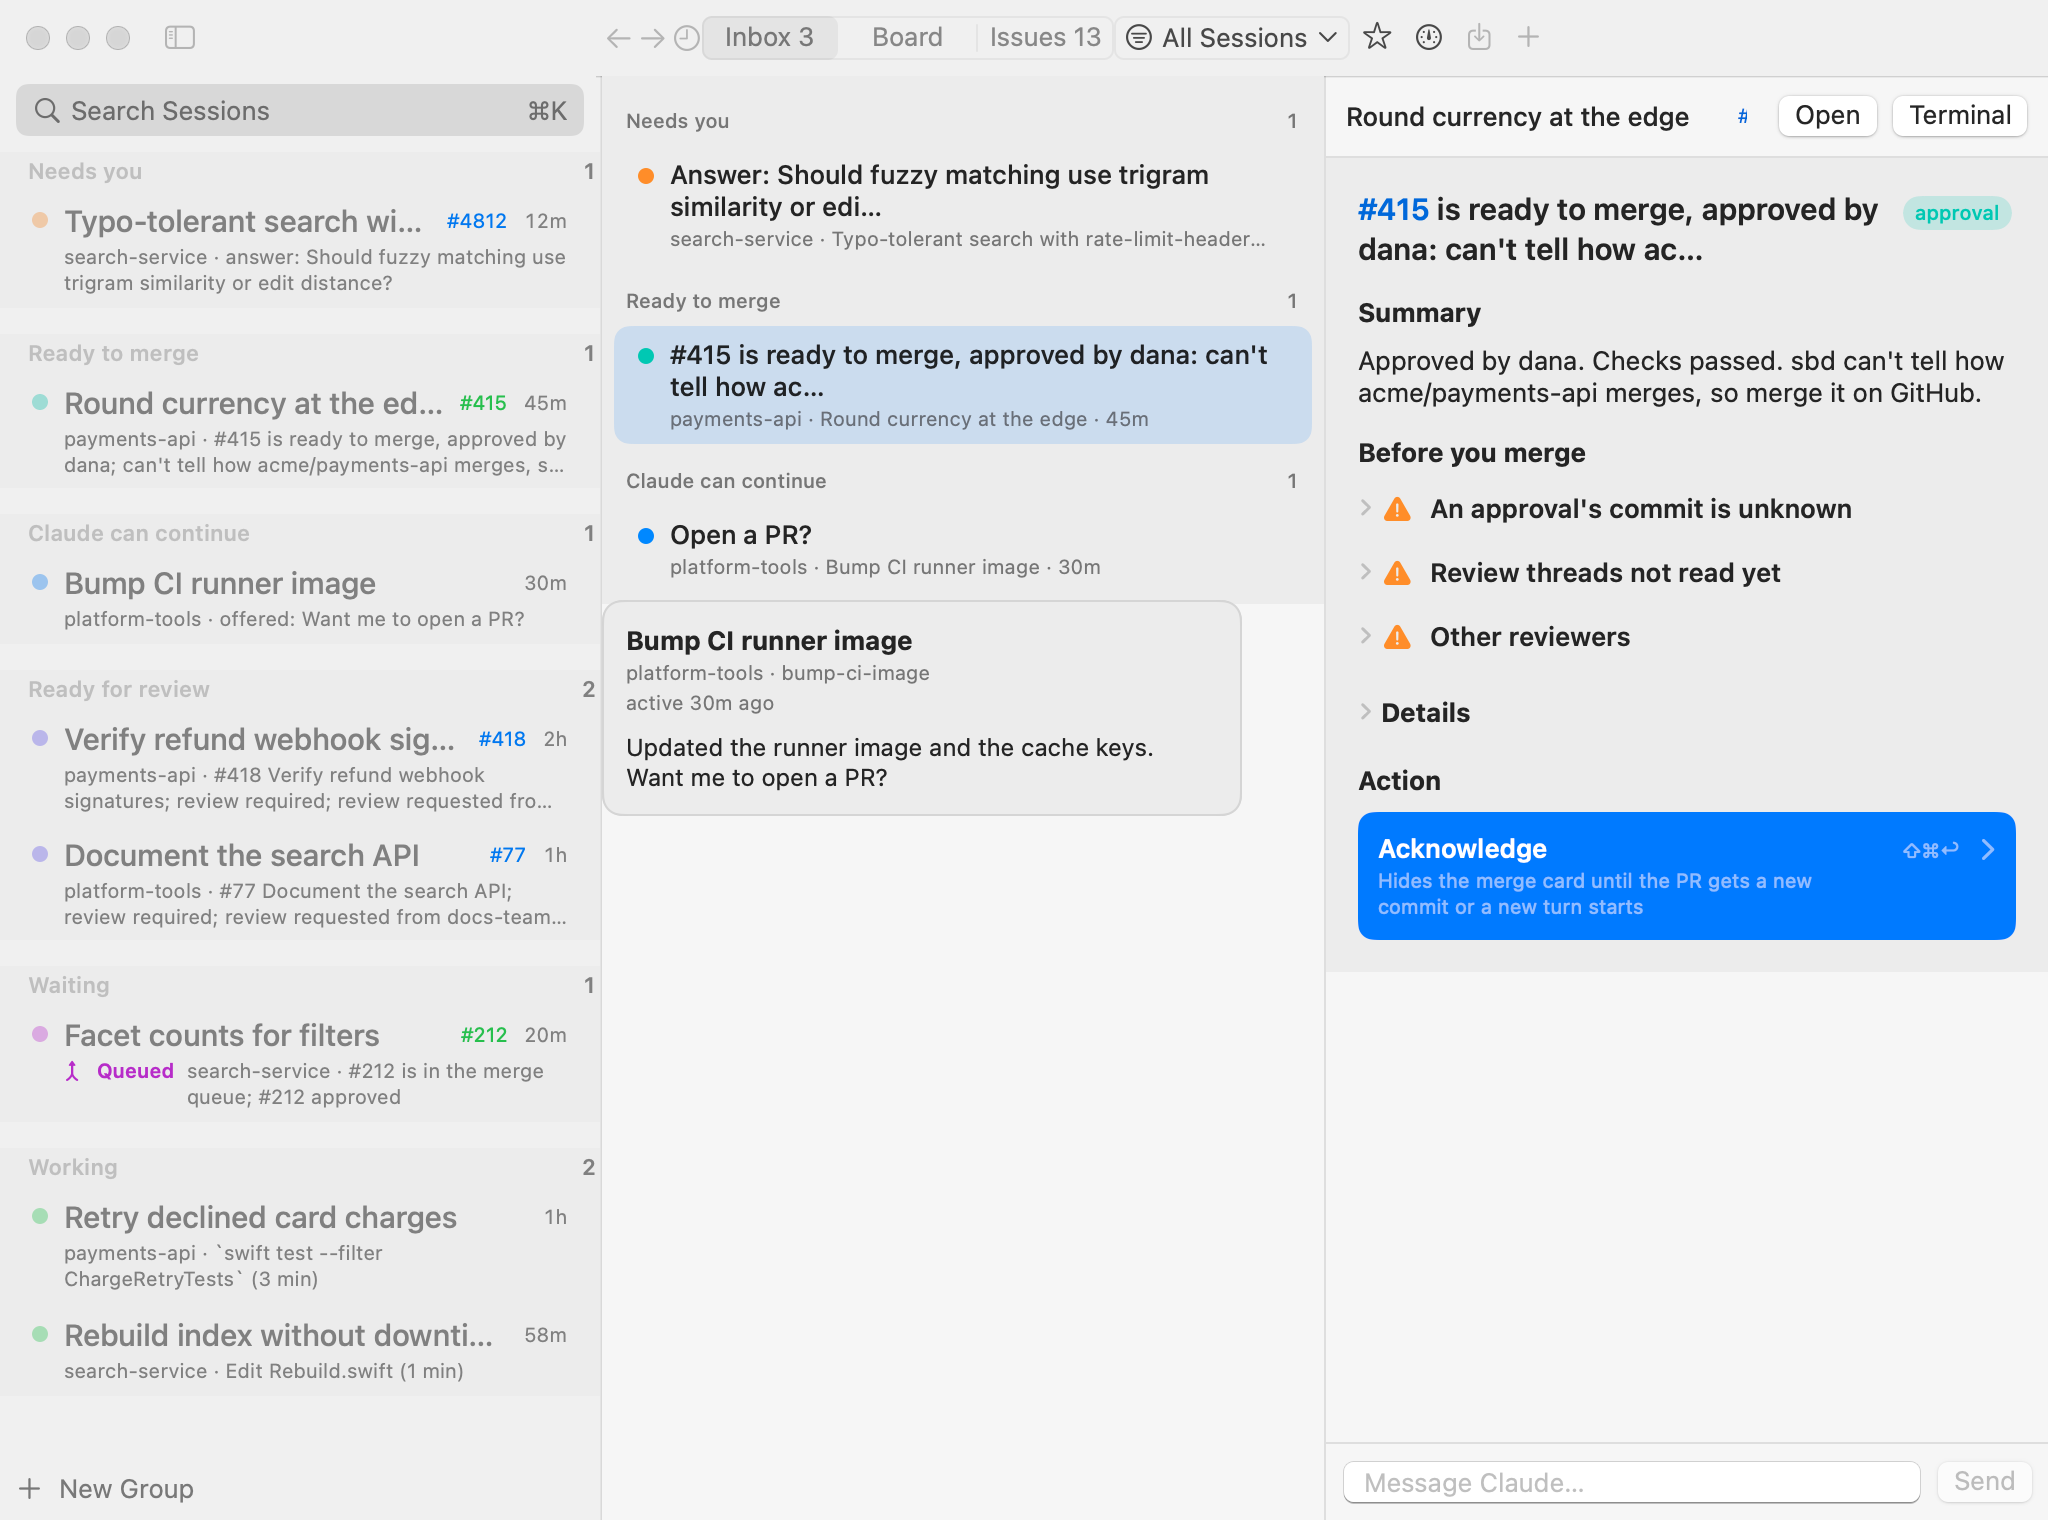 Inbox 3
Board
Issues 13
All Sessions
Search Sessions
⌘K
Needs you 1
Typo-tolerant search wi... #4812 12m
search-service · answer: Should fuzzy matching use
trigram similarity or edit distance?
Ready to merge 1
Round currency at the ed... #415 45m
payments-api · #415 is ready to merge, approved by
dana; can't tell how acme/payments-api merges, s...
Claude can continue 1
Bump CI runner image 30m
platform-tools · offered: Want me to open a PR?
Ready for review 2
Verify refund webhook sig... #418 2h
payments-api · #418 Verify refund webhook
signatures; review required; review requested fro...
Document the search API #77 1h
platform-tools · #77 Document the search API;
review required; review requested from docs-team...
Waiting 1
Facet counts for filters #212 20m
Queued search-service · #212 is in the merge
queue; #212 approved
Working 2
Retry declined card charges 1h
payments-api · `swift test --filter
ChargeRetryTests` (3 min)
Rebuild index without downti... 58m
search-service · Edit Rebuild.swift (1 min)
New Group
Needs you 1
Answer: Should fuzzy matching use trigram
similarity or edi...
search-service · Typo-tolerant search with rate-limit-header...
Ready to merge 1
#415 is ready to merge, approved by dana: can't
tell how ac...
payments-api · Round currency at the edge · 45m
Claude can continue 1
Open a PR?
platform-tools · Bump CI runner image · 30m
Bump CI runner image
platform-tools · bump-ci-image
active 30m ago
Updated the runner image and the cache keys.
Want me to open a PR?
Round currency at the edge # Open Terminal
#415 is ready to merge, approved by
dana: can't tell how ac...
approval
Summary
Approved by dana. Checks passed. sbd can't tell how
acme/payments-api merges, so merge it on GitHub.
Before you merge
An approval's commit is unknown
Review threads not read yet
Other reviewers
Details
Action
Acknowledge ⇧⌘↩
Hides the merge card until the PR gets a new
commit or a new turn starts
Message Claude...
Send